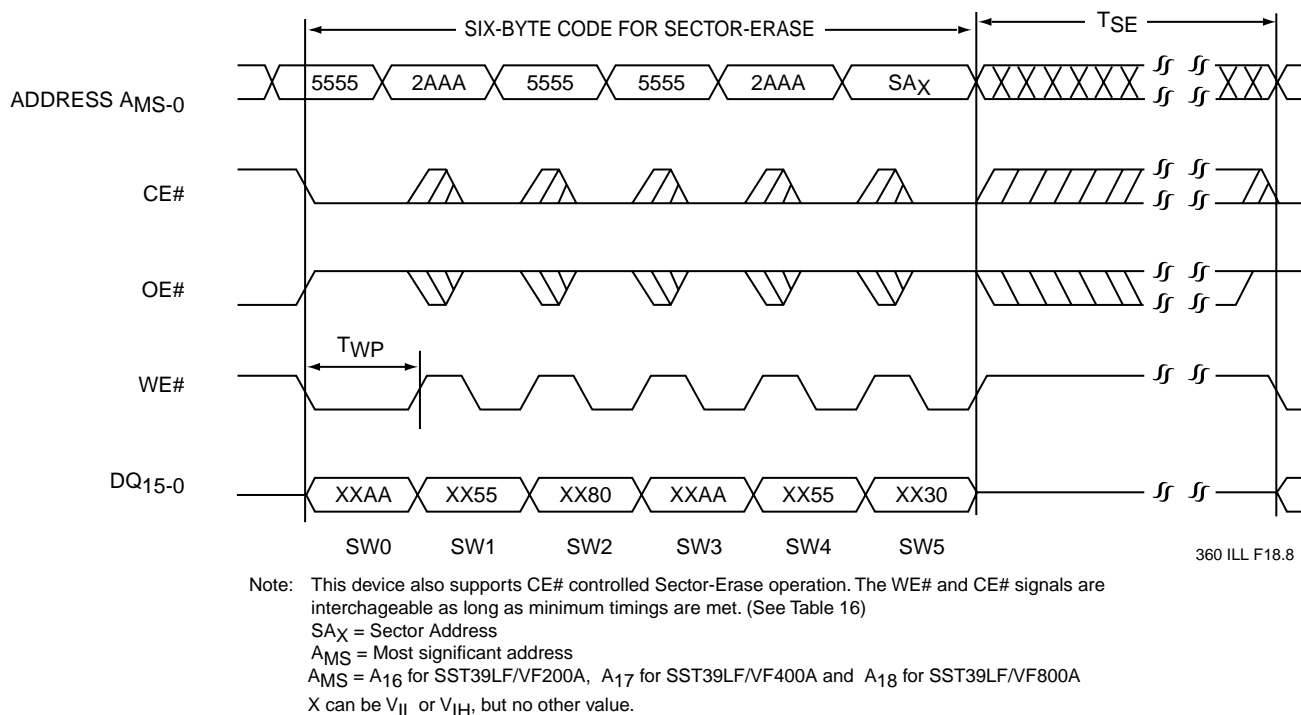 SIX-BYTE CODE FOR SECTOR-ERASE
TSE
ADDRESS AMS-0
5555 2AAA 5555 5555 2AAA SAX
CE#
OE#
TWP
WE#
DQ15-0
XXAA XX55 XX80 XXAA XX55 XX30
SW0 SW1 SW2 SW3 SW4 SW5
360 ILL F18.8
Note: This device also supports CE# controlled Sector-Erase operation. The WE# and CE# signals are
interchageable as long as minimum timings are met. (See Table 16)
SAX = Sector Address
AMS = Most significant address
AMS = A16 for SST39LF/VF200A, A17 for SST39LF/VF400A and A18 for SST39LF/VF800A
X can be VIL or VIH, but no other value.